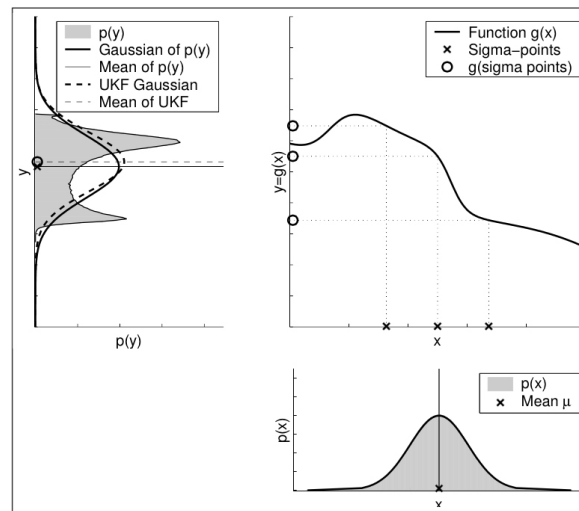 p(y)
Gaussian of p(y)
Mean of p(y)
UKF Gaussian
Mean of UKF
y
p(y)
Function g(x)
Sigma-points
g(sigma points)
y=g(x)
x
p(x)
Mean μ
p(x)
x